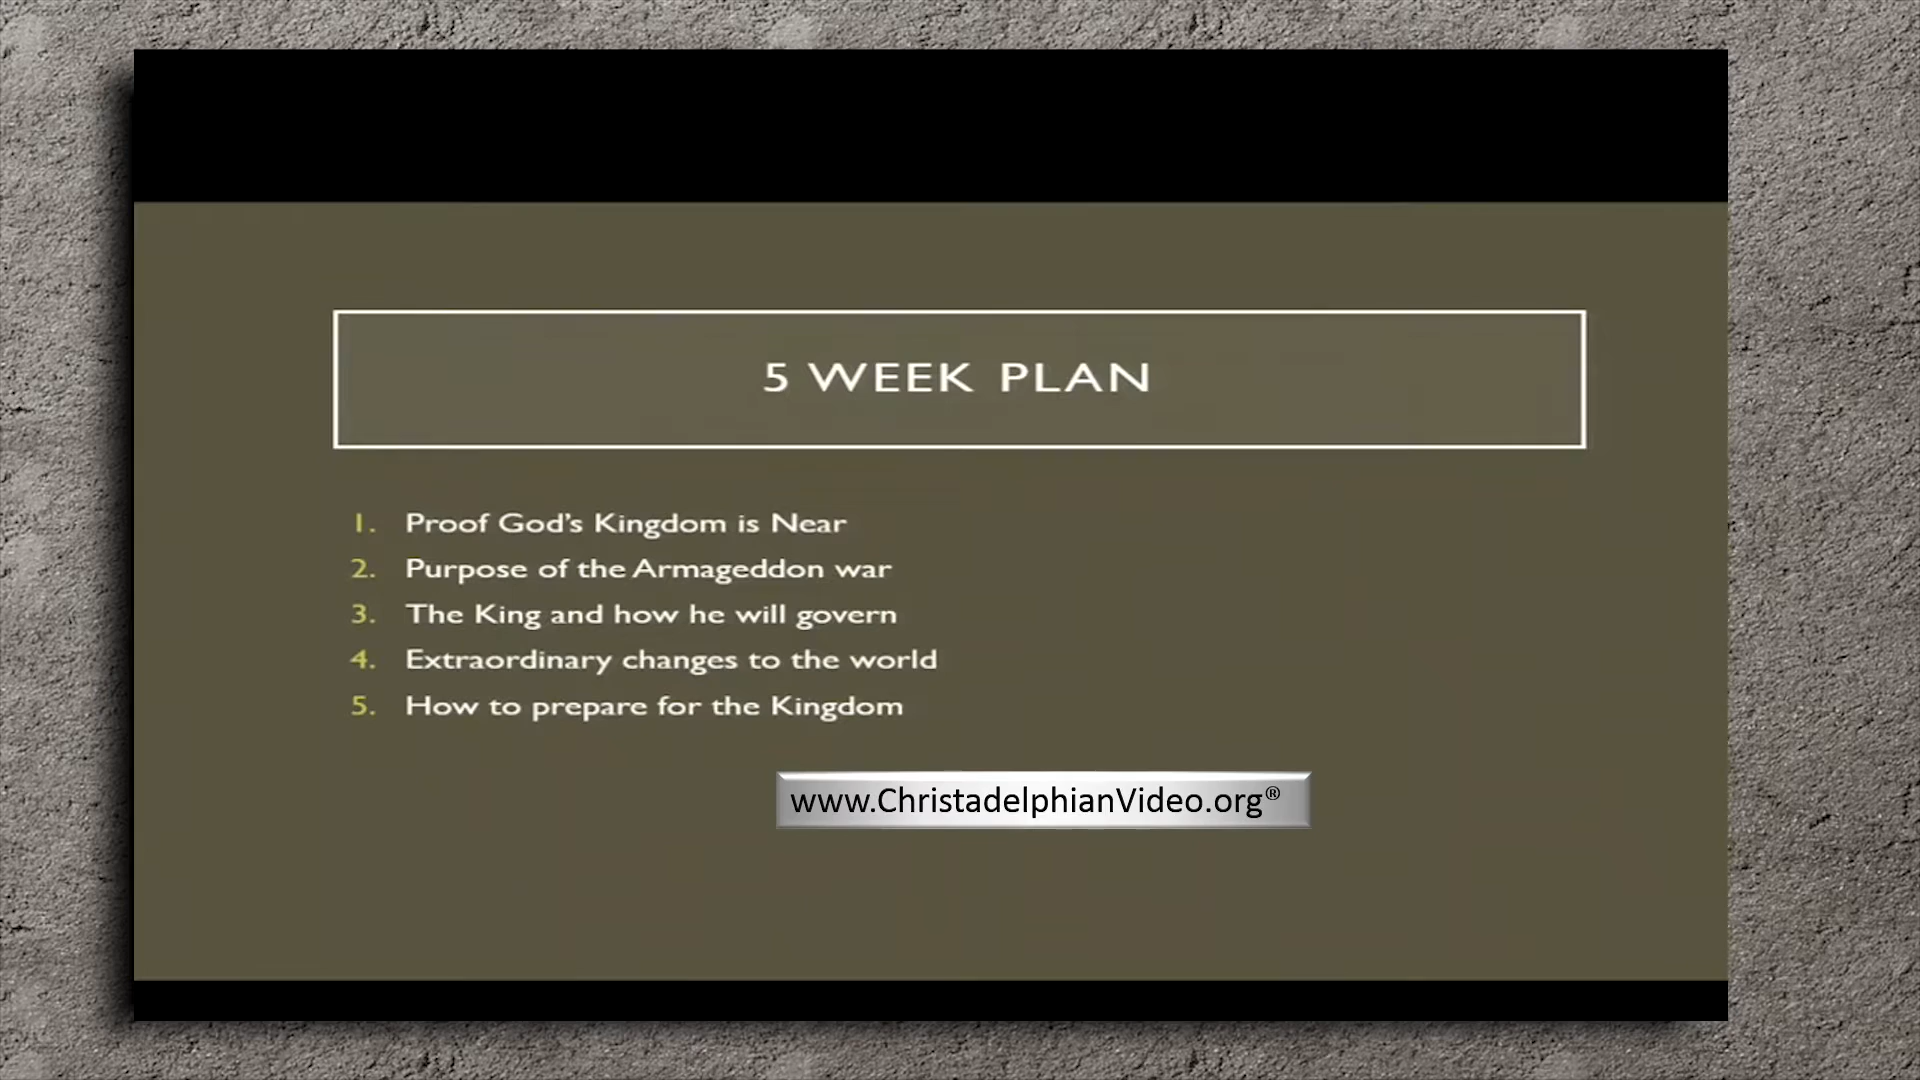 5 WEEK PLAN
1. Proof God's Kingdom is Near
2. Purpose of the Armageddon war
3. The King and how he will govern
4. Extraordinary changes to the world
5. How to prepare for the Kingdom
www.ChristadelphianVideo.org®